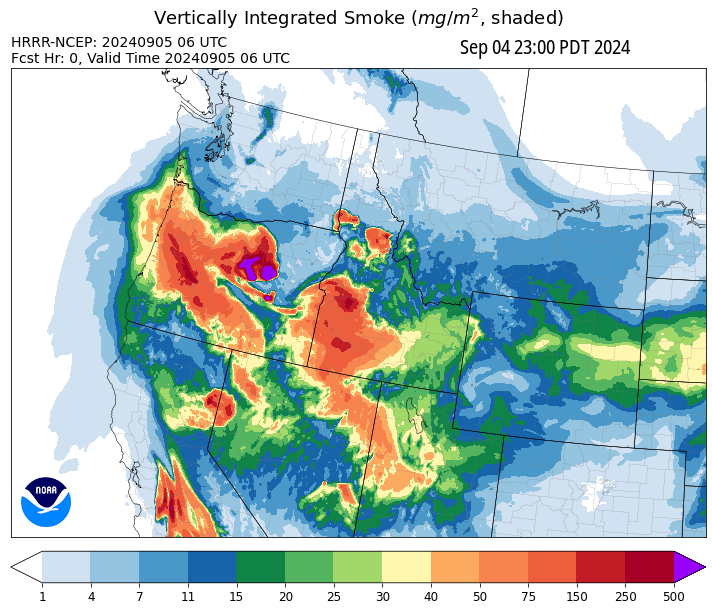 Vertically Integrated Smoke (mg/m², shaded)
HRRR-NCEP: 20240905 06 UTC
Fcst Hr: 0, Valid Time 20240905 06 UTC
Sep 04 23:00 PDT 2024
NOAA
1 4 7 11 15 20 25 30 40 50 75 150 250 500